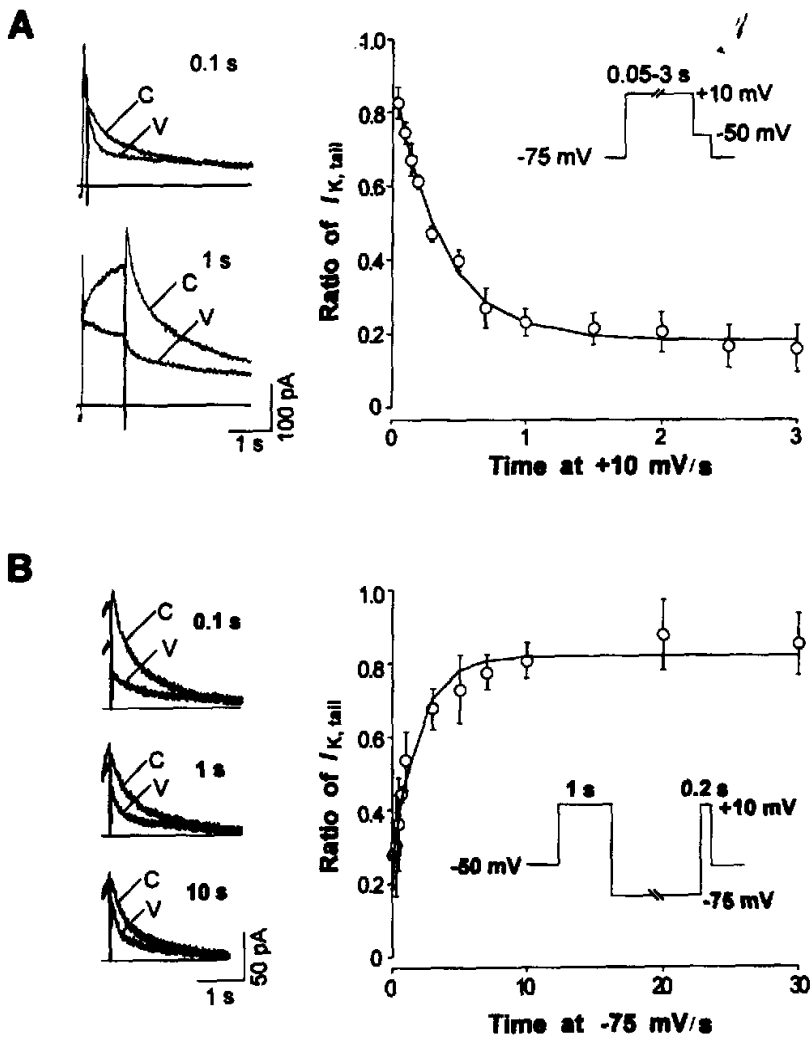 A
0.1 s
C
V
1 s
C
V
100 pA
1 s
Ratio of I K, tail
1.0
0.8
0.6
0.4
0.2
0
0.05-3 s
+10 mV
-50 mV
-75 mV
0 1 2 3
Time at +10 mV/s
B
C
0.1 s
V
C
1 s
V
C
10 s
V
50 pA
1 s
Ratio of I K, tail
1.0
0.8
0.6
0.4
0.2
0
1 s
0.2 s
+10 mV
-50 mV
-75 mV
0 10 20 30
Time at -75 mV/s